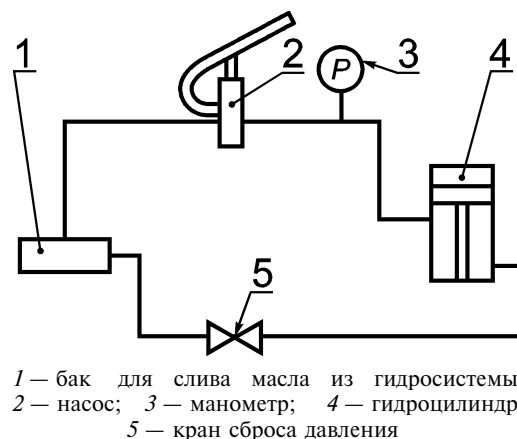 1
2
3
4
P
5
1 — бак для слива масла из гидросистемы
2 — насос; 3 — манометр; 4 — гидроцилиндр
5 — кран сброса давления